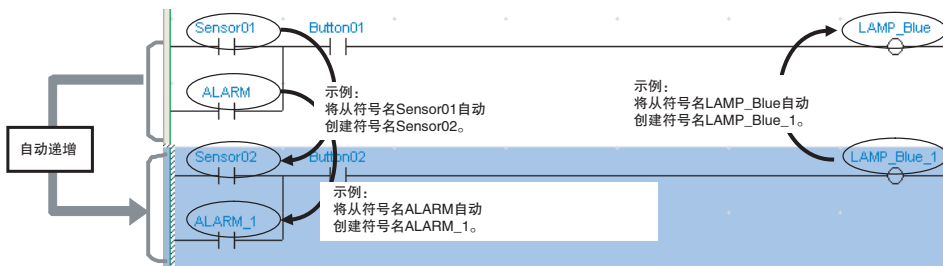 Sensor01
Button01
LAMP_Blue
ALARM
示例：
将从符号名Sensor01自动
创建符号名Sensor02。
示例：
将从符号名LAMP_Blue自动
创建符号名LAMP_Blue_1。
自动递增
Sensor02
Button02
LAMP_Blue_1
示例：
将从符号名ALARM自动
创建符号名ALARM_1。
ALARM_1